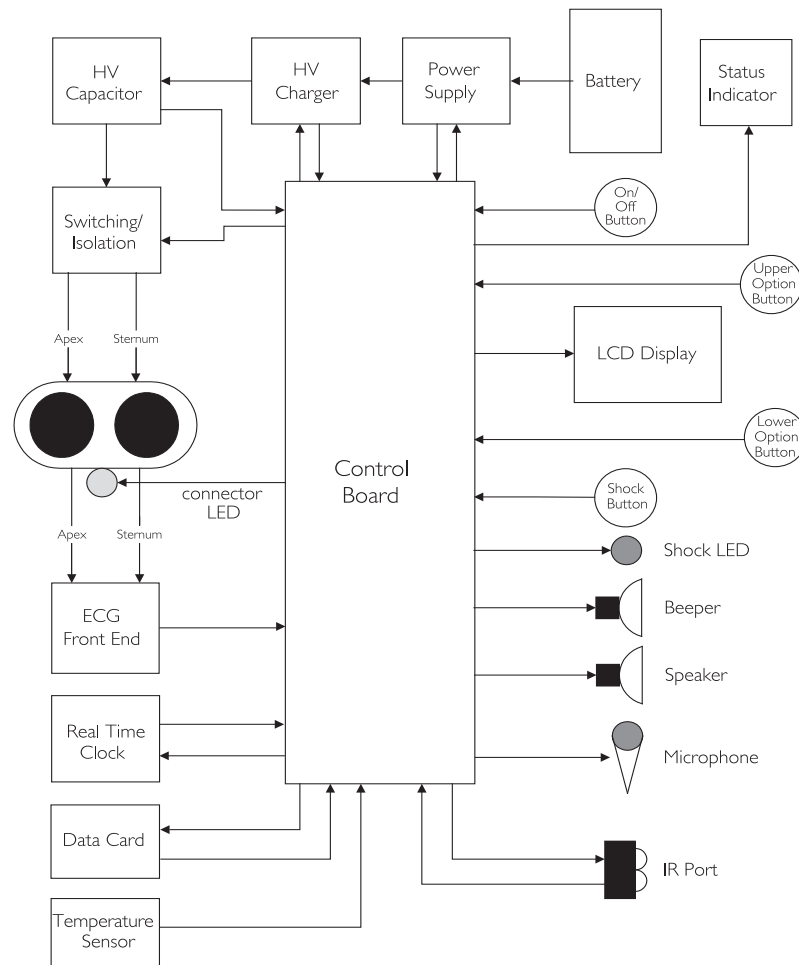 HV
Capacitor
HV
Charger
Power
Supply
Battery
Status
Indicator
On/
Off
Button
Switching/
Isolation
Upper
Option
Button
Apex
Sternum
LCD Display
Lower
Option
Button
Control
Board
connector
LED
Shock
Button
Apex
Sternum
Shock LED
ECG
Front End
Beeper
Speaker
Real Time
Clock
Microphone
Data Card
IR Port
Temperature
Sensor